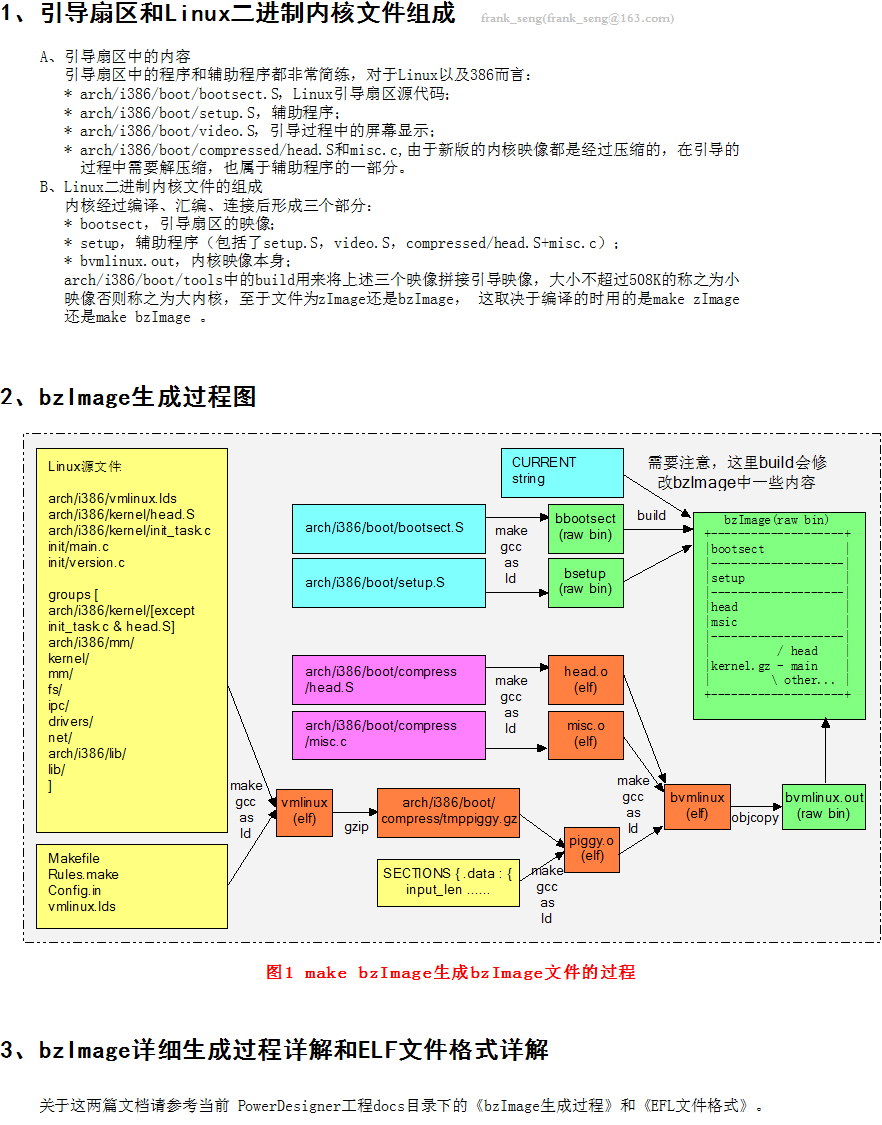 1、引导扇区和Linux二进制内核文件组成 frank_seng(frank_seng@163.com)
A、引导扇区中的内容
引导扇区中的程序和辅助程序都非常简练，对于Linux以及386而言：
* arch/i386/boot/bootsect.S，Linux引导扇区源代码；
* arch/i386/boot/setup.S，辅助程序；
* arch/i386/boot/video.S，引导过程中的屏幕显示；
* arch/i386/boot/compressed/head.S和misc.c,由于新版的内核映像都是经过压缩的，在引导的
过程中需要解压缩，也属于辅助程序的一部分。
B、Linux二进制内核文件的组成
内核经过编译、汇编、连接后形成三个部分：
* bootsect，引导扇区的映像；
* setup，辅助程序（包括了setup.S，video.S，compressed/head.S+misc.c）；
* bvmlinux.out，内核映像本身；
arch/i386/boot/tools中的build用来将上述三个映像拼接引导映像，大小不超过508K的称之为小
映像否则称之为大内核，至于文件为zImage还是bzImage， 这取决于编译的时用的是make zImage
还是make bzImage 。
2、bzImage生成过程图
Linux源文件
arch/i386/vmlinux.lds
arch/i386/kernel/head.S
arch/i386/kernel/init_task.c
init/main.c
init/version.c
groups [
arch/i386/kernel/[except
init_task.c & head.S]
arch/i386/mm/
kernel/
mm/
fs/
ipc/
drivers/
net/
arch/i386/lib/
lib/
]
Makefile
Rules.make
Config.in
vmlinux.lds
make
gcc
as
ld
vmlinux
(elf)
gzip
CURRENT
string
arch/i386/boot/bootsect.S
arch/i386/boot/setup.S
make
gcc
as
ld
bbootsect
(raw bin)
bsetup
(raw bin)
build
需要注意，这里build会修
改bzImage中一些内容
bzImage(raw bin)
+--------------------+
|bootsect |
|--------------------|
|setup |
|--------------------|
|head |
|msic |
|--------------------|
| / head |
|kernel.gz - main |
| \ other... |
+--------------------+
arch/i386/boot/compress
/head.S
arch/i386/boot/compress
/misc.c
make
gcc
as
ld
head.o
(elf)
misc.o
(elf)
arch/i386/boot/
compress/tmppiggy.gz
SECTIONS { .data : {
input_len ......
make
gcc
as
ld
piggy.o
(elf)
make
gcc
as
ld
bvmlinux
(elf)
objcopy
bvmlinux.out
(raw bin)
图1 make bzImage生成bzImage文件的过程
3、bzImage详细生成过程详解和ELF文件格式详解
关于这两篇文档请参考当前 PowerDesigner工程docs目录下的《bzImage生成过程》和《EFL文件格式》。